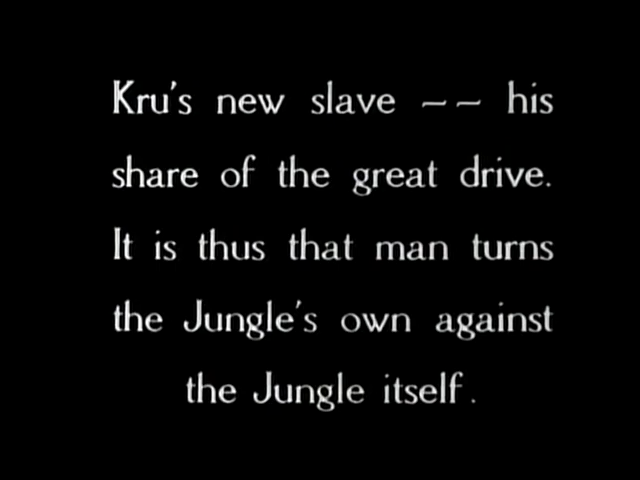 Kru's new slave –– his
share of the great drive.
It is thus that man turns
the Jungle's own against
the Jungle itself.